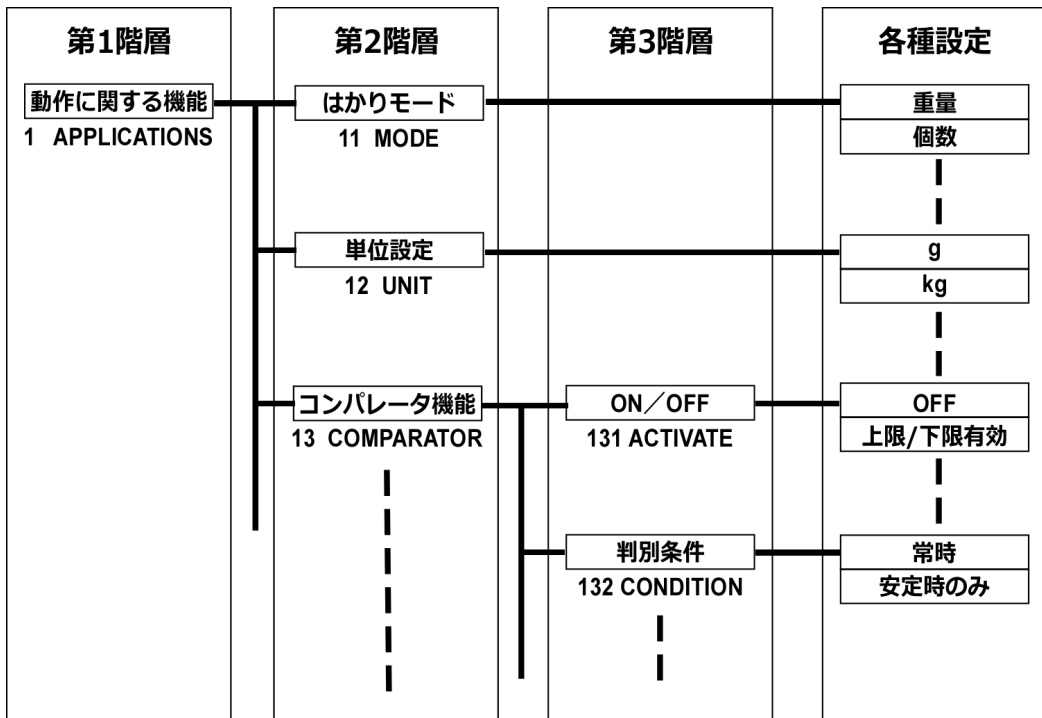 第1階層
第2階層
第3階層
各種設定
動作に関する機能
1 APPLICATIONS
はかりモード
11 MODE
重量
個数
単位設定
12 UNIT
g
kg
コンパレータ機能
13 COMPARATOR
ON／OFF
131 ACTIVATE
OFF
上限/下限有効
判別条件
132 CONDITION
常時
安定時のみ